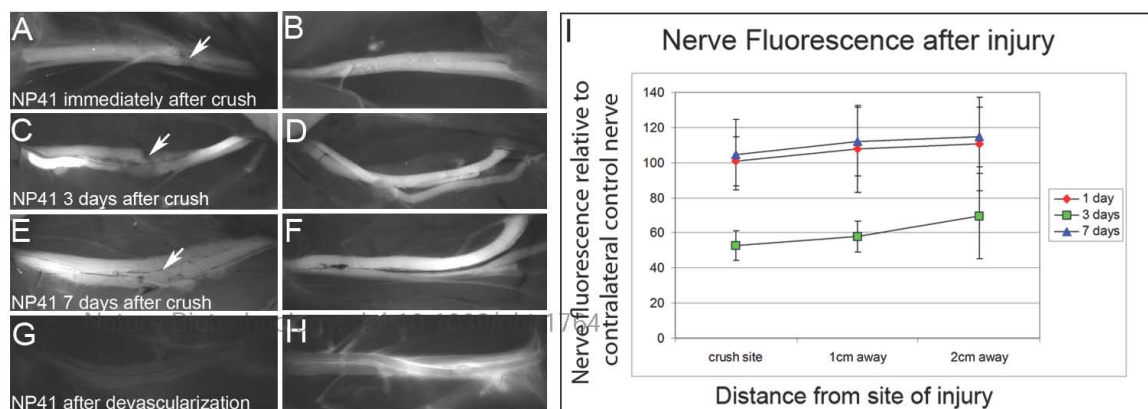 A
NP41 immediately after crush
B
C
NP41 3 days after crush
D
E
NP41 7 days after crush
F
G
NP41 after devascularization
H
I
Nerve Fluorescence after injury
Nerve fluorescence relative to
contralateral control nerve
140
120
100
80
60
40
20
0
crush site
1cm away
2cm away
Distance from site of injury
1 day
3 days
7 days